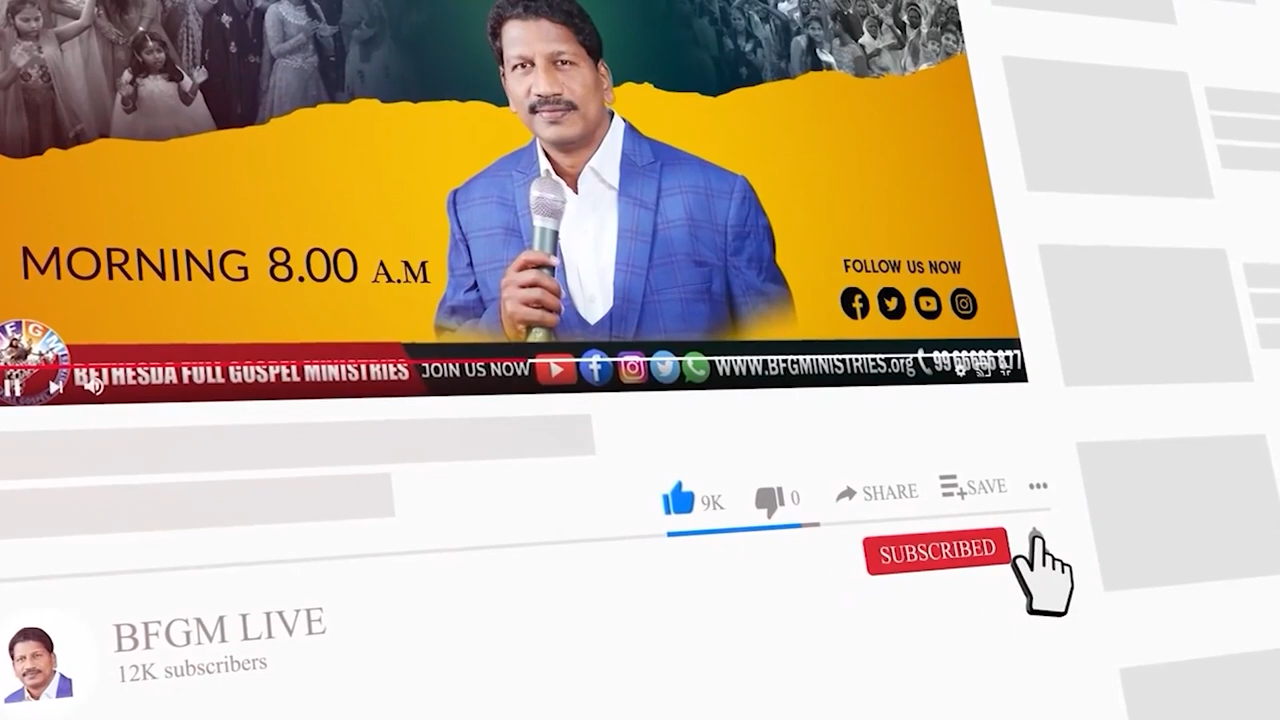 MORNING 8.00 A.M
FOLLOW US NOW
BETHESDA FULL GOSPEL MINISTRIES JOIN US NOW WWW.BFGMINISTRIES.org
9K 0 SHARE SAVE
SUBSCRIBED
BFGM LIVE
12K subscribers